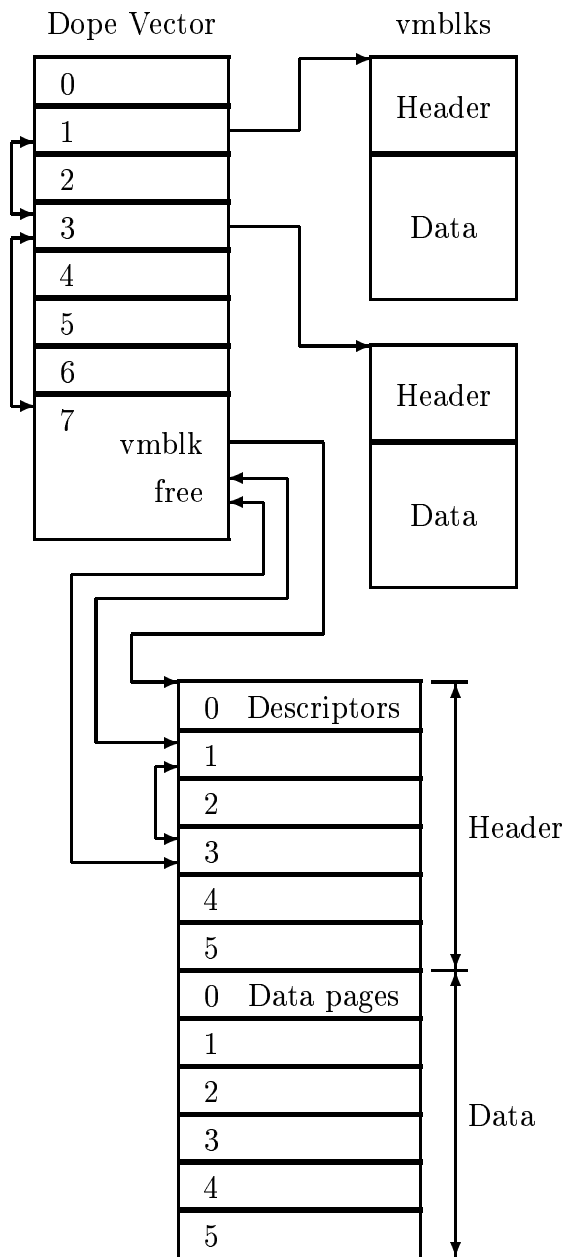 Dope Vector
vmblks
0
1
2
3
4
5
6
7
vmblk
free
Header
Data
Header
Data
0 Descriptors
1
2
3
4
5
Header
0 Data pages
1
2
3
4
5
Data